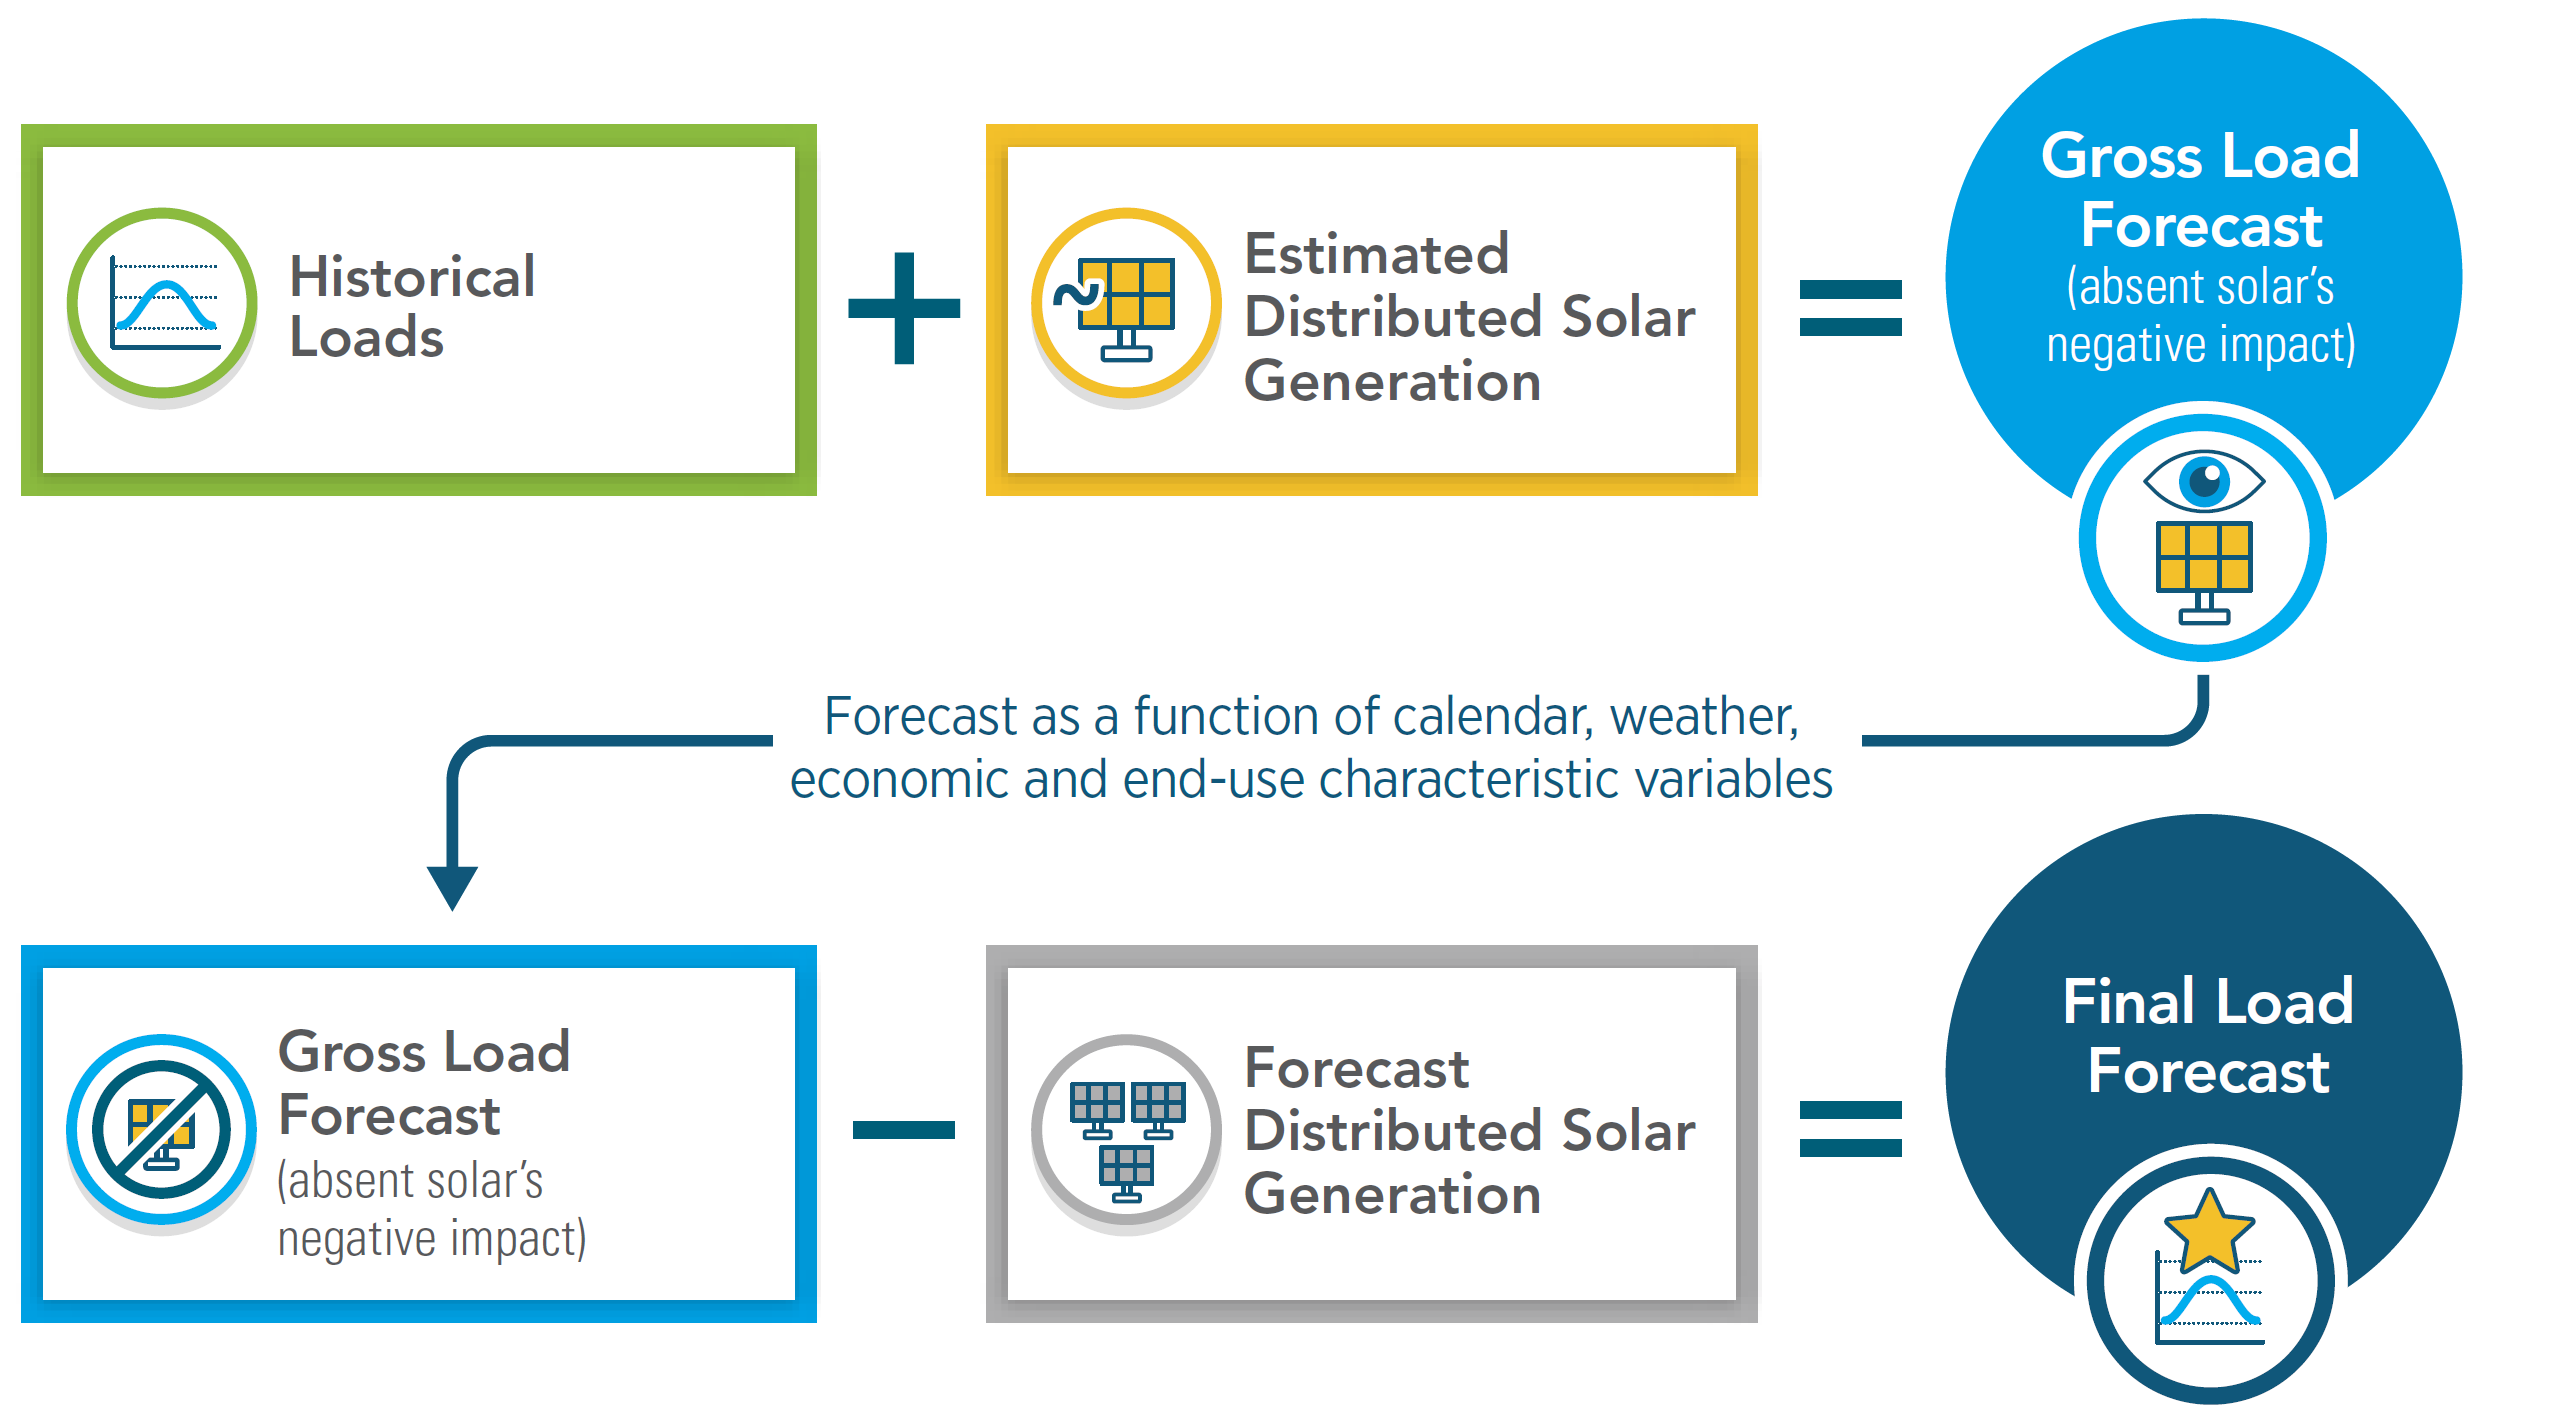 Historical
Loads
+
Estimated
Distributed Solar
Generation
=
Gross Load
Forecast
(absent solar's
negative impact)
Forecast as a function of calendar, weather,
economic and end-use characteristic variables
Gross Load
Forecast
(absent solar's
negative impact)
−
Forecast
Distributed Solar
Generation
=
Final Load
Forecast